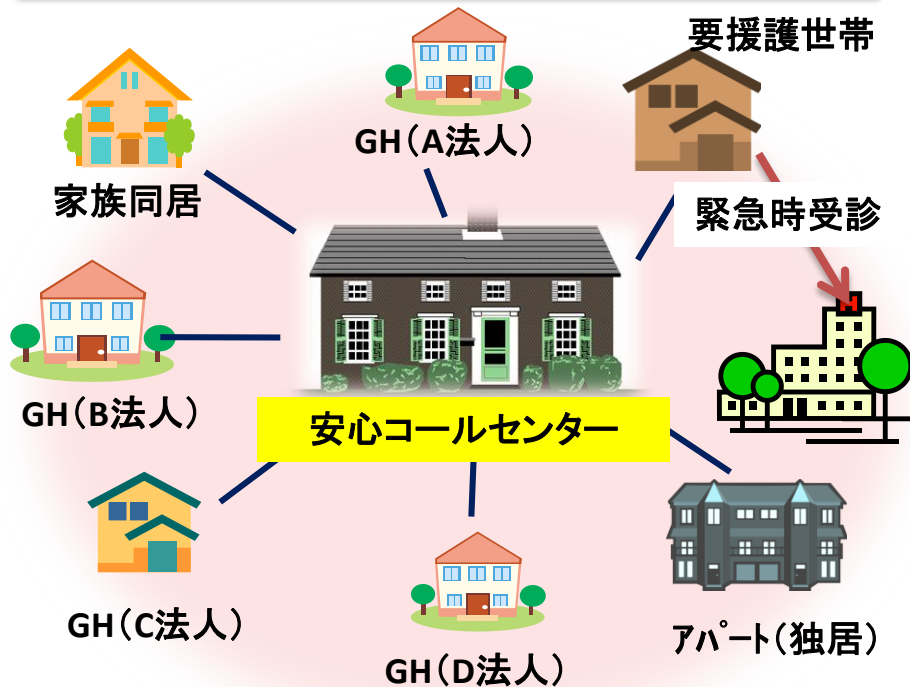 要援護世帯
GH(A法人)
家族同居
緊急時受診
H
GH(B法人)
安心コールセンター
GH(C法人)
アパート(独居)
GH(D法人)